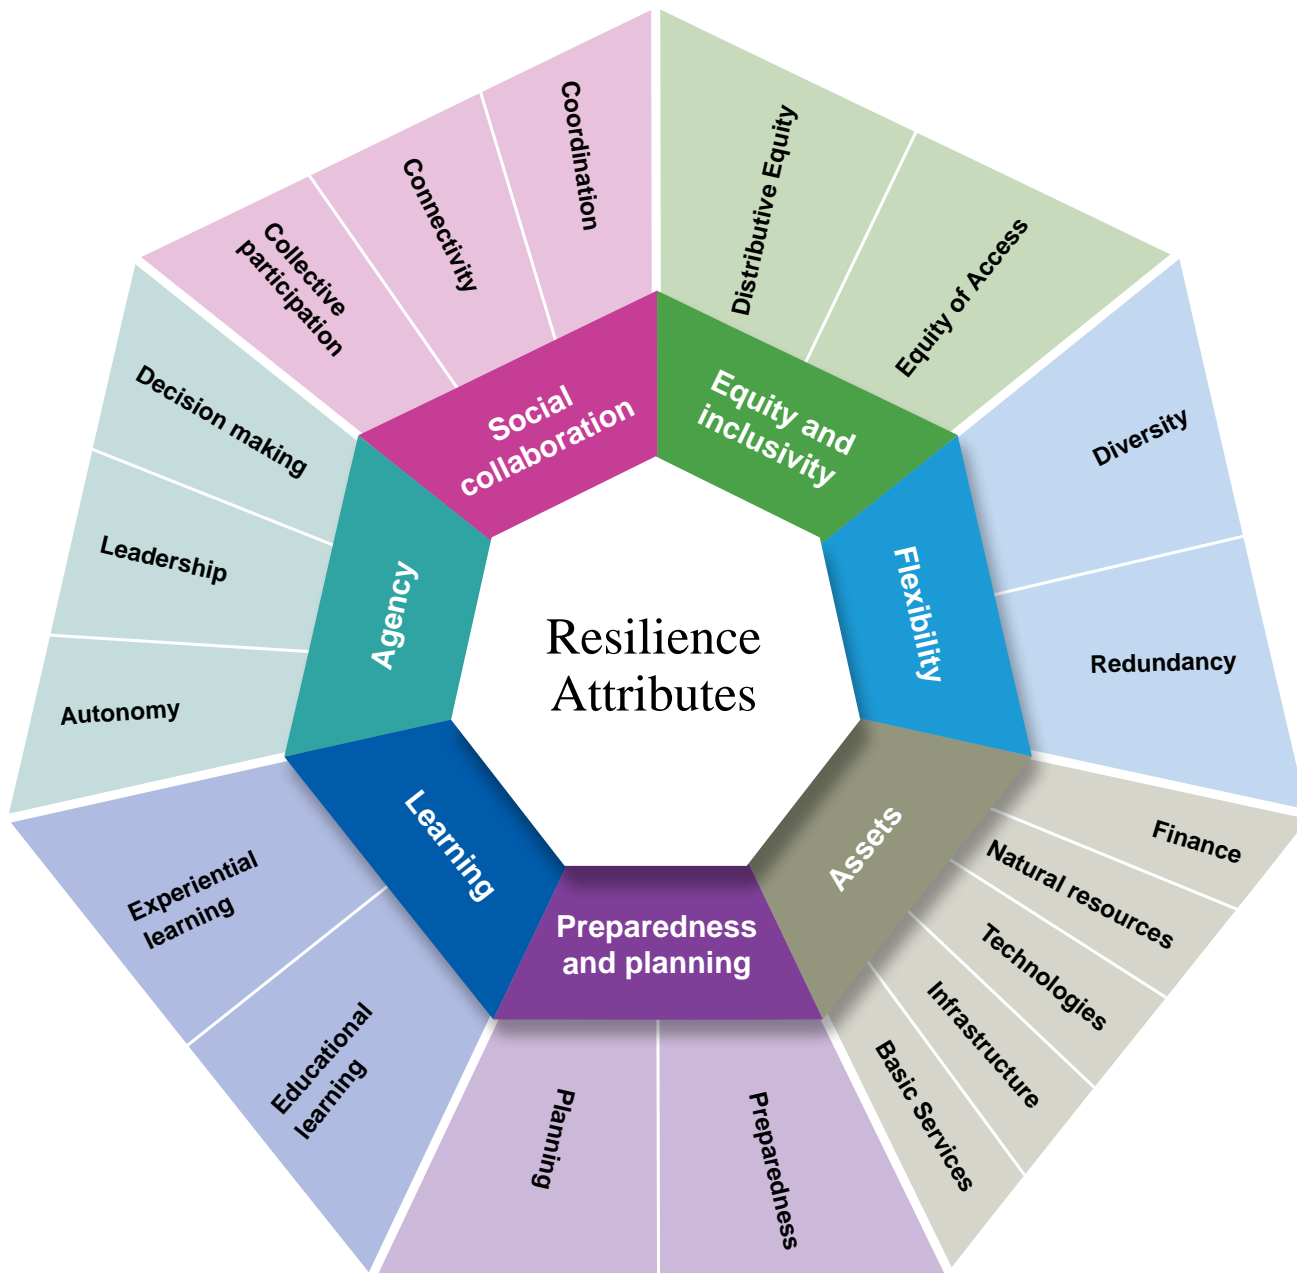 Resilience
Attributes
Equity and
inclusivity
Distributive Equity
Equity of Access
Flexibility
Diversity
Redundancy
Assets
Finance
Natural resources
Technologies
Infrastructure
Basic Services
Preparedness
and planning
Preparedness
Planning
Learning
Educational
learning
Experiential
learning
Agency
Autonomy
Leadership
Decision making
Social
collaboration
Collective
participation
Connectivity
Coordination